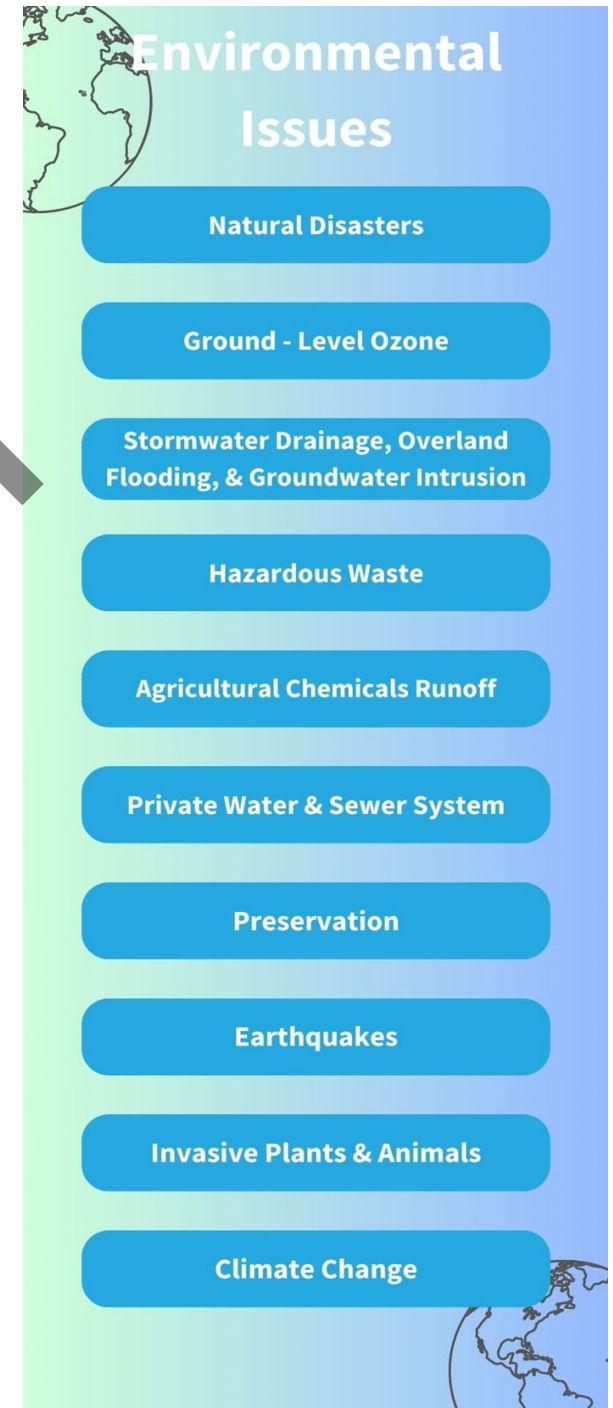 Environmental
Issues
Natural Disasters
Ground - Level Ozone
Stormwater Drainage, Overland
Flooding, & Groundwater Intrusion
Hazardous Waste
Agricultural Chemicals Runoff
Private Water & Sewer System
Preservation
Earthquakes
Invasive Plants & Animals
Climate Change